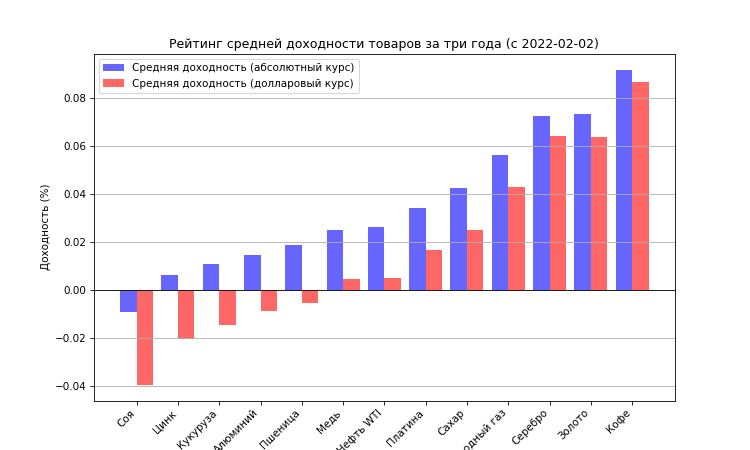 Рейтинг средней доходности товаров за три года (с 2022-02-02)
Средняя доходность (абсолютный курс)
Средняя доходность (долларовый курс)
Доходность (%)
0.08
0.06
0.04
0.02
0.00
−0.02
−0.04
Соя
Цинк
Кукуруза
Алюминий
Пшеница
Медь
Нефть WTI
Платина
Сахар
одный газ
Серебро
Золото
Кофе